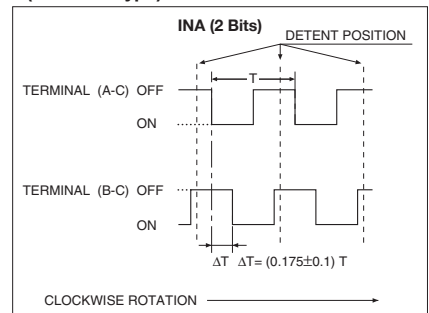 INA (2 Bits)
DETENT POSITION
T
TERMINAL (A-C) OFF
ON
TERMINAL (B-C) OFF
ON
ΔT ΔT= (0.175±0.1) T
CLOCKWISE ROTATION